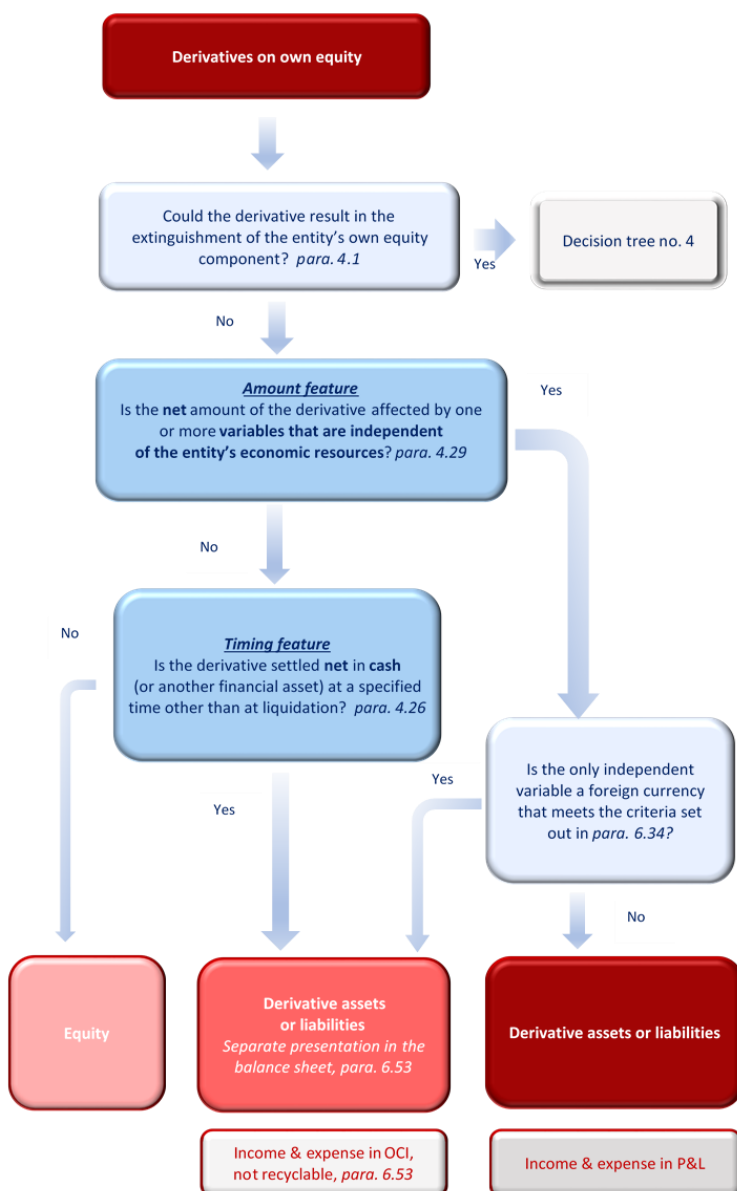 Derivatives on own equity
Could the derivative result in the
extinguishment of the entity's own equity
component? para. 4.1
Yes
Decision tree no. 4
No
Amount feature
Is the net amount of the derivative affected by one
or more variables that are independent
of the entity's economic resources? para. 4.29
Yes
No
No
Timing feature
Is the derivative settled net in cash
(or another financial asset) at a specified
time other than at liquidation? para. 4.26
Is the only independent
variable a foreign currency
that meets the criteria set
out in para. 6.34?
Yes
Yes
No
Equity
Derivative assets
or liabilities
Separate presentation in the
balance sheet, para. 6.53
Derivative assets or liabilities
Income & expense in OCI,
not recyclable, para. 6.53
Income & expense in P&L